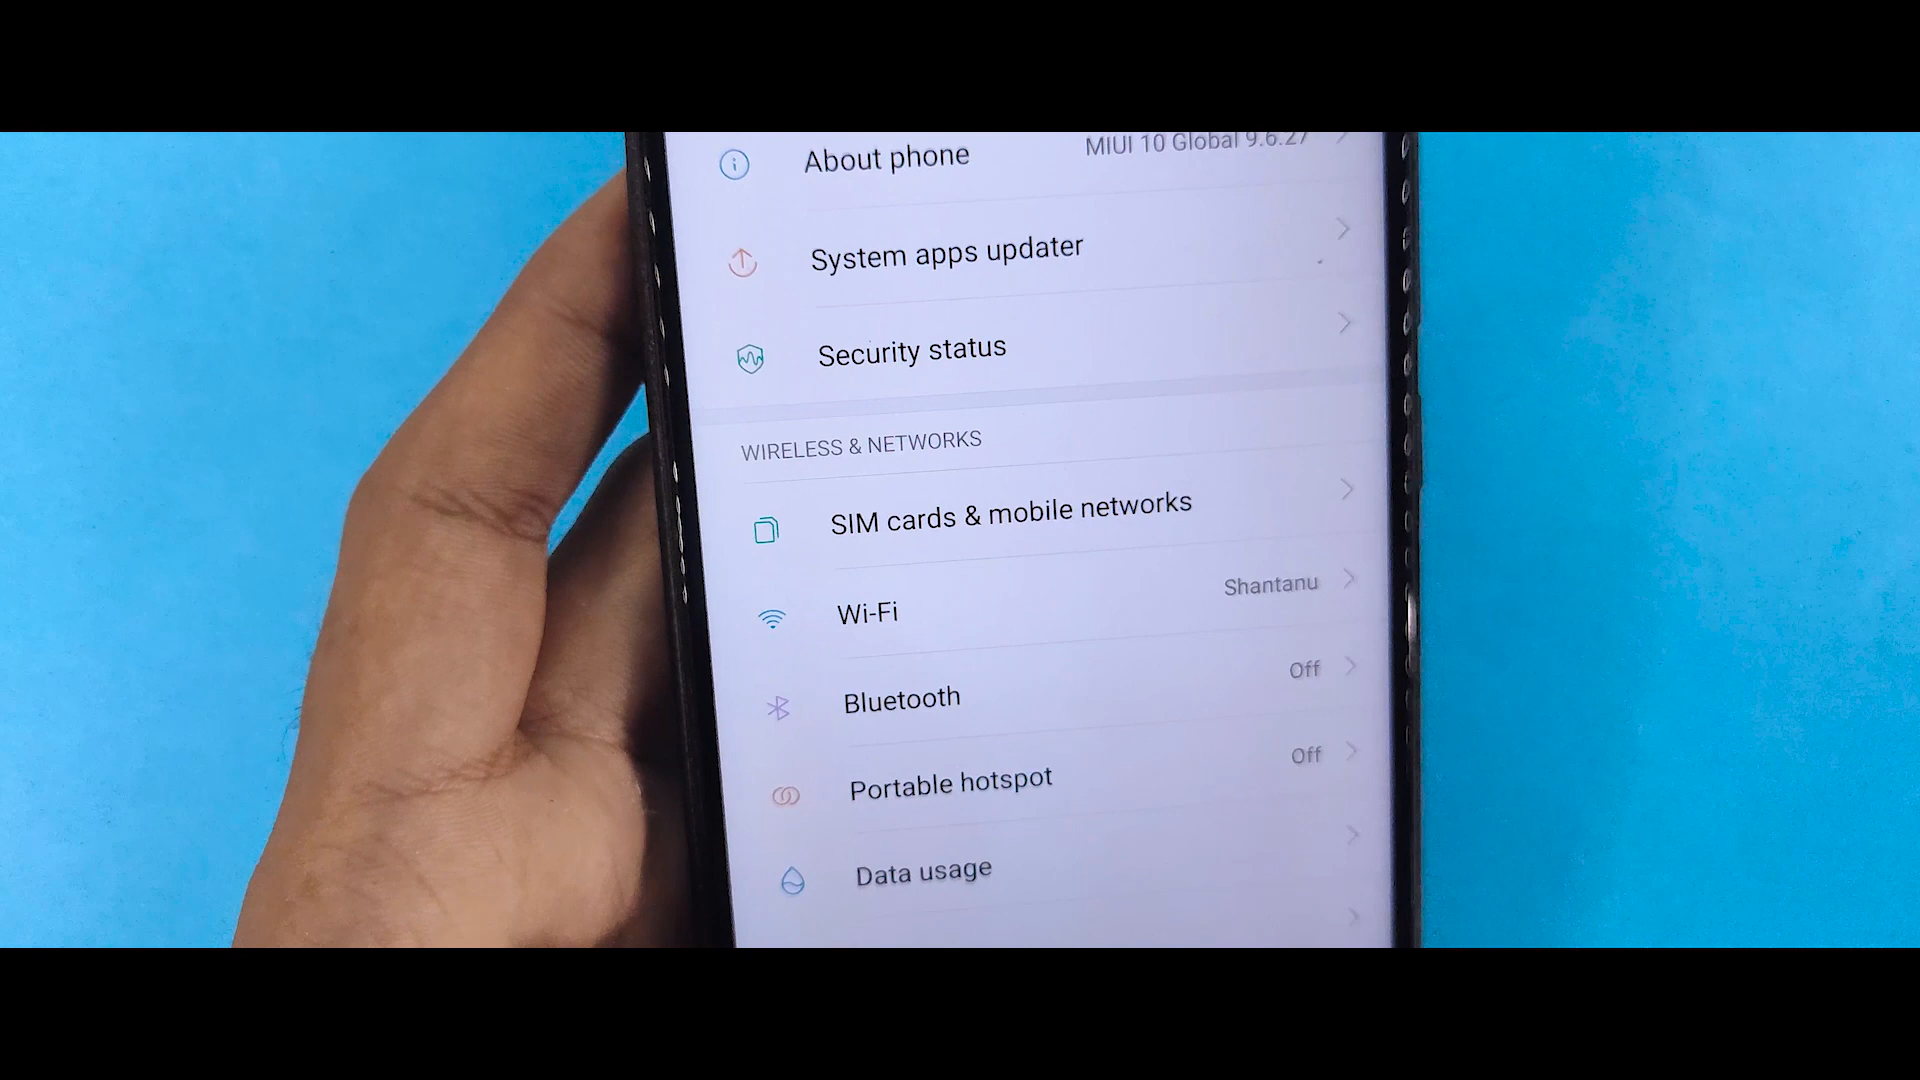 About phone MIUI 10 Global 9.6.27
System apps updater
Security status
WIRELESS & NETWORKS
SIM cards & mobile networks
Wi-Fi Shantanu
Bluetooth Off
Portable hotspot Off
Data usage